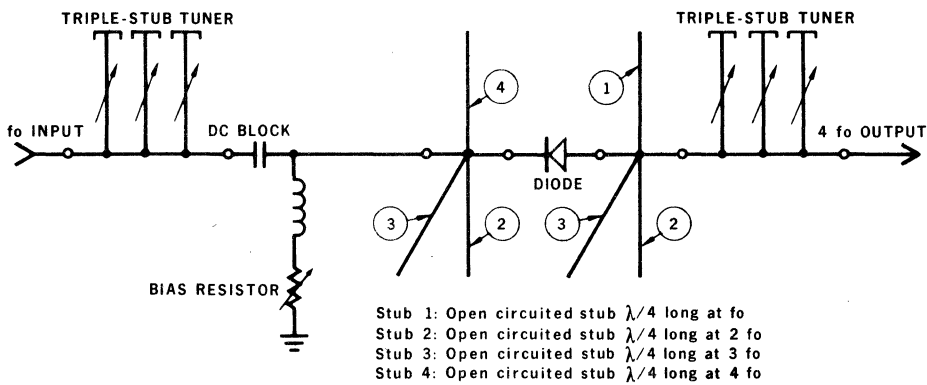 TRIPLE-STUB TUNER
TRIPLE-STUB TUNER
4
1
fo INPUT
DC BLOCK
4 fo OUTPUT
DIODE
3
2
3
2
BIAS RESISTOR
Stub 1: Open circuited stub λ/4 long at fo
Stub 2: Open circuited stub λ/4 long at 2 fo
Stub 3: Open circuited stub λ/4 long at 3 fo
Stub 4: Open circuited stub λ/4 long at 4 fo